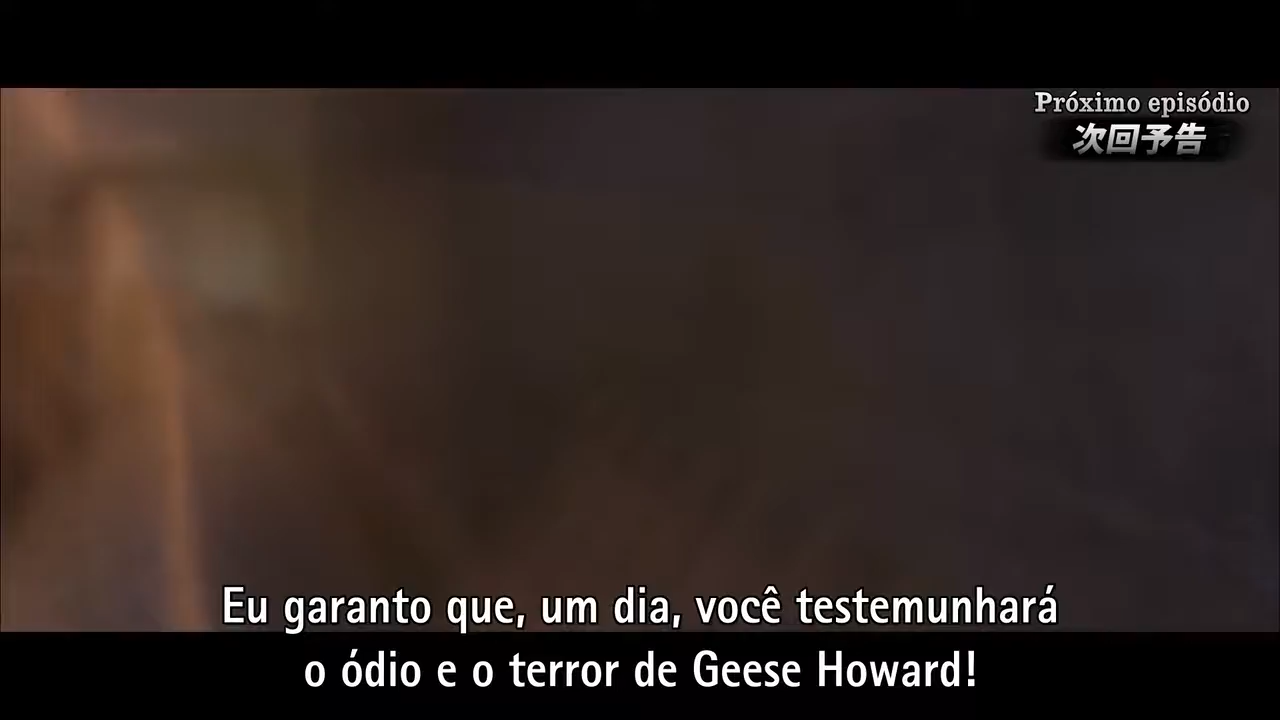 Próximo episódio
次回予告
Eu garanto que, um dia, você testemunhará
o ódio e o terror de Geese Howard!